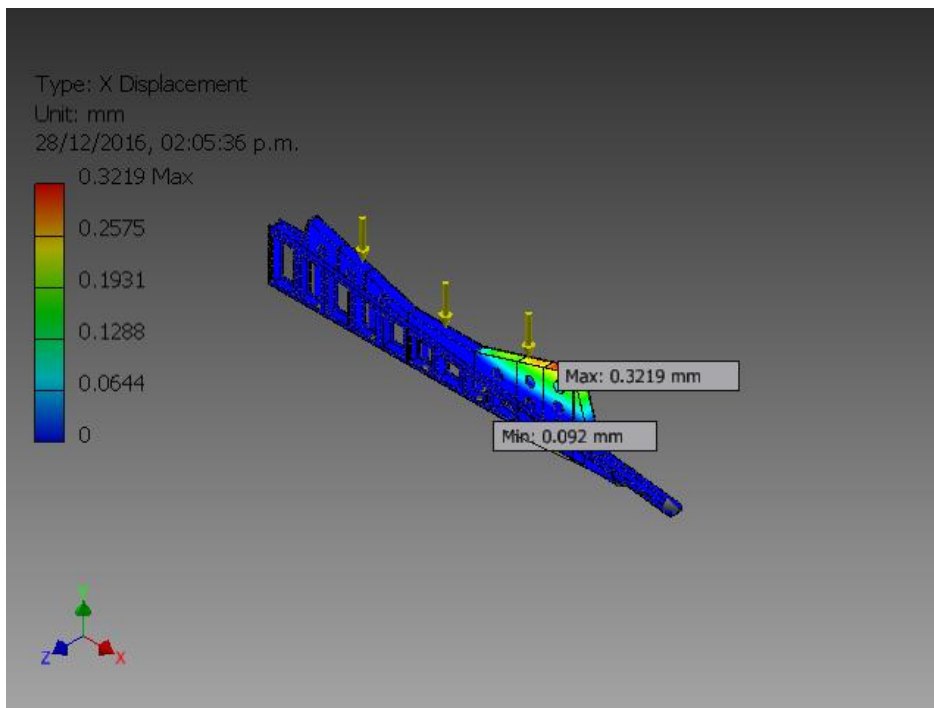 Type: X Displacement
Unit: mm
28/12/2016, 02:05:36 p.m.
0.3219 Max
0.2575
0.1931
0.1288
0.0644
0
Max: 0.3219 mm
Min: 0.092 mm
Y
Z
X